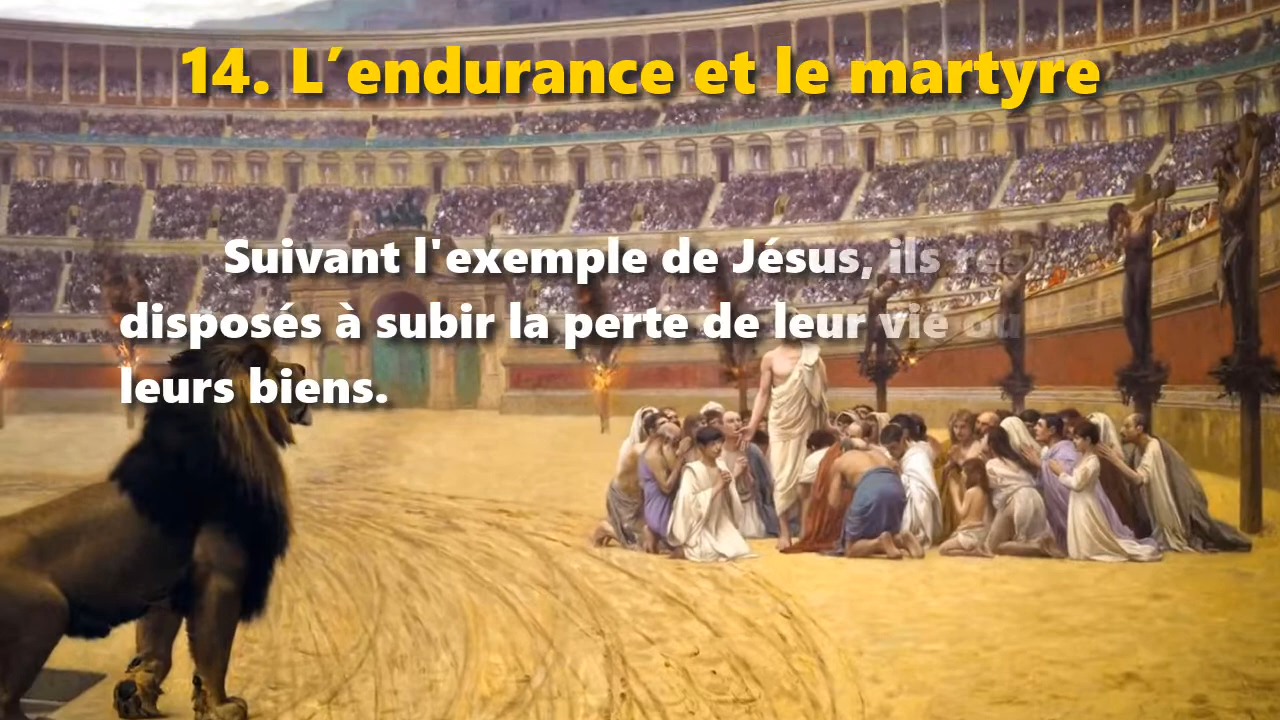 14. L’endurance et le martyre
Suivant l'exemple de Jésus, ils
disposés à subir la perte de leur vie ou
leurs biens.